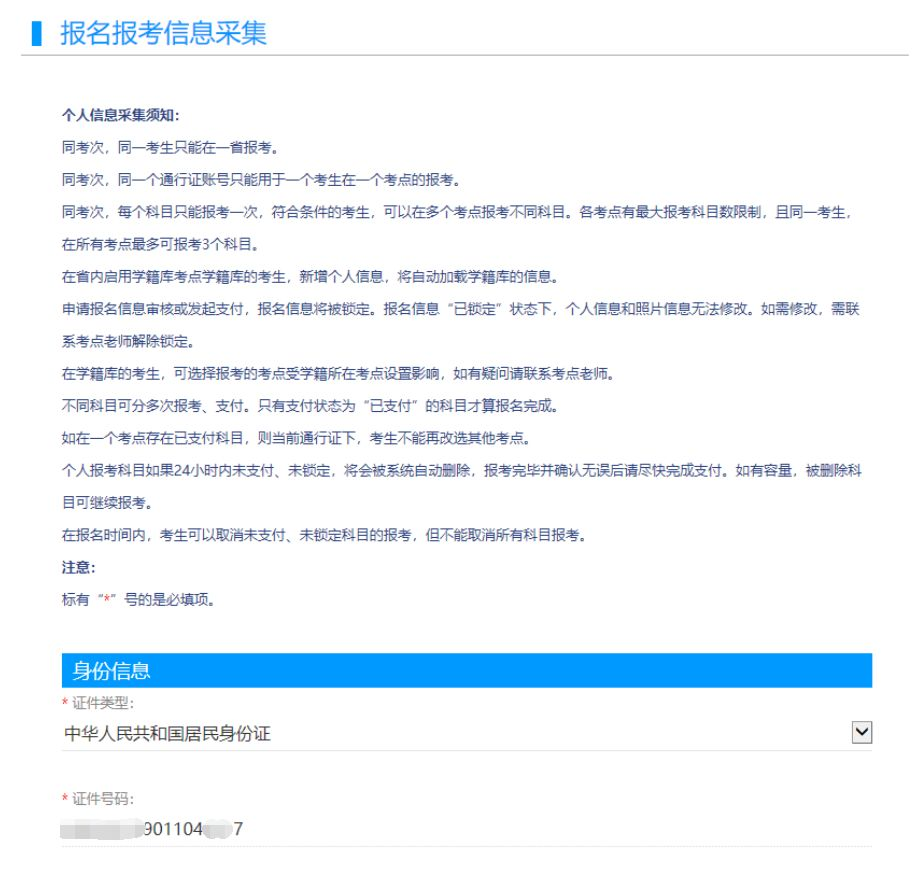 报名报考信息采集
个人信息采集须知：
同考次，同一考生只能在一省报考。
同考次，同一个通行证账号只能用于一个考生在一个考点的报考。
同考次，每个科目只能报考一次，符合条件的考生，可以在多个考点报考不同科目。各考点有最大报考科目数限制，且同一考生，
在所有考点最多可报考3个科目。
在省内启用学籍库考点学籍库的考生，新增个人信息，将自动加载学籍库的信息。
申请报名信息审核或发起支付，报名信息将被锁定。报名信息“已锁定”状态下，个人信息和照片信息无法修改。如需修改，需联
系考点老师解除锁定。
在学籍库的考生，可选择报考的考点受学籍所在考点设置影响，如有疑问请联系考点老师。
不同科目可分多次报考、支付。只有支付状态为“已支付”的科目才算报名完成。
如在一个考点存在已支付科目，则当前通行证下，考生不能再改选其他考点。
个人报考科目如果24小时内未支付、未锁定，将会被系统自动删除，报考完毕并确认无误后请尽快完成支付。如有容量，被删除科
目可继续报考。
在报名时间内，考生可以取消未支付、未锁定科目的报考，但不能取消所有科目报考。
注意：
标有“*”号的是必填项。
身份信息
* 证件类型：
中华人民共和国居民身份证
* 证件号码：
901104 7